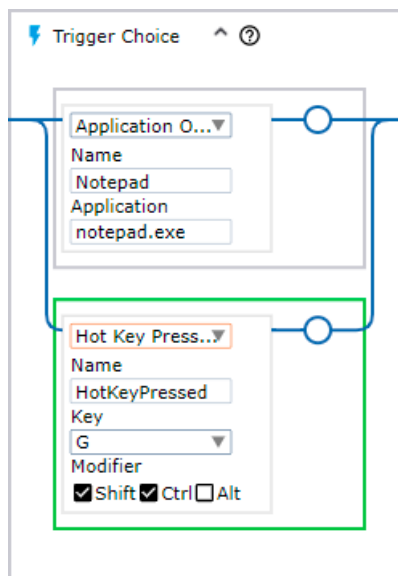 Trigger Choice
Application O...
Name
Notepad
Application
notepad.exe
Hot Key Press...
Name
HotKeyPressed
Key
G
Modifier
Shift Ctrl Alt